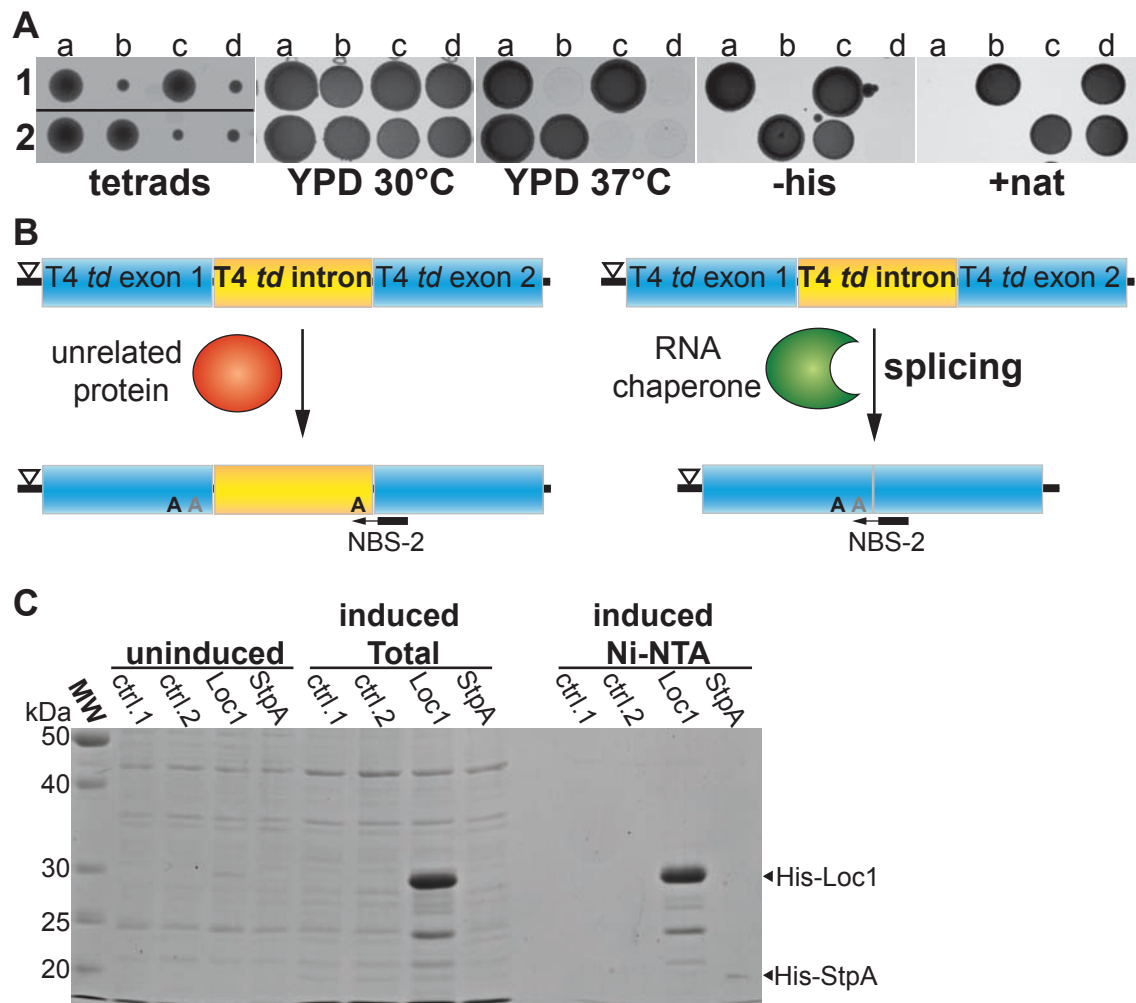 A
a b c d a b c d a b c d a b c d a b c d
1
2
tetrads YPD 30°C YPD 37°C -his +nat
B
T4 td exon 1 T4 td intron T4 td exon 2 T4 td exon 1 T4 td intron T4 td exon 2
unrelated protein
RNA chaperone
splicing
A A A A A
NBS-2 NBS-2
C
uninduced induced Total induced Ni-NTA
kDa MW ctrl.1 ctrl.2 Loc1 StpA ctrl.1 ctrl.2 Loc1 StpA ctrl.1 ctrl.2 Loc1 StpA
50
40
30 His-Loc1
25
20 His-StpA